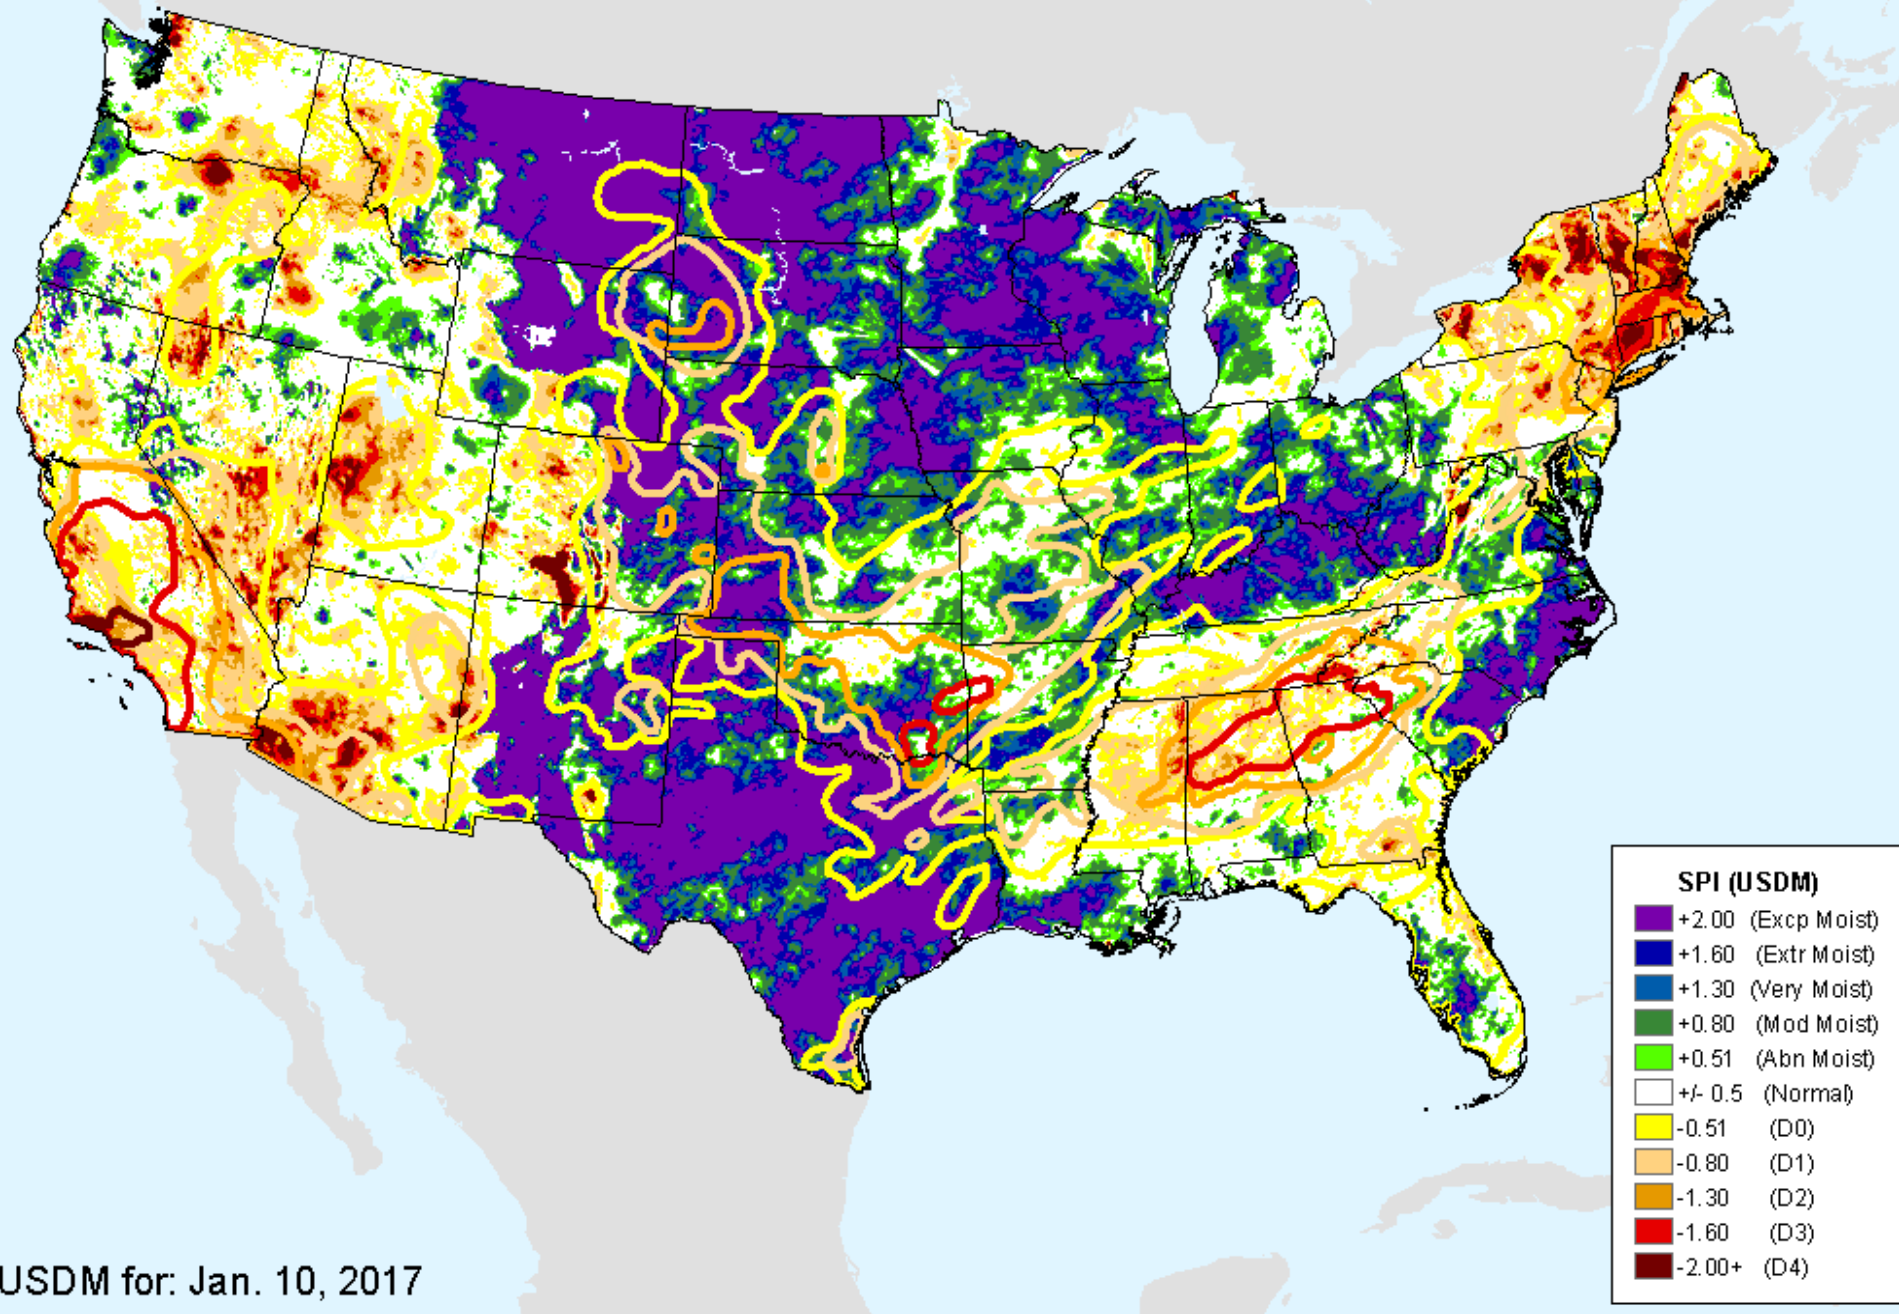 SPI (USDM)
+2.00 (Excp Moist)
+1.60 (Extr Moist)
+1.30 (Very Moist)
+0.80 (Mod Moist)
+0.51 (Abn Moist)
+/- 0.5 (Normal)
-0.51 (D0)
-0.80 (D1)
-1.30 (D2)
-1.60 (D3)
-2.00+ (D4)
USDM for: Jan. 10, 2017